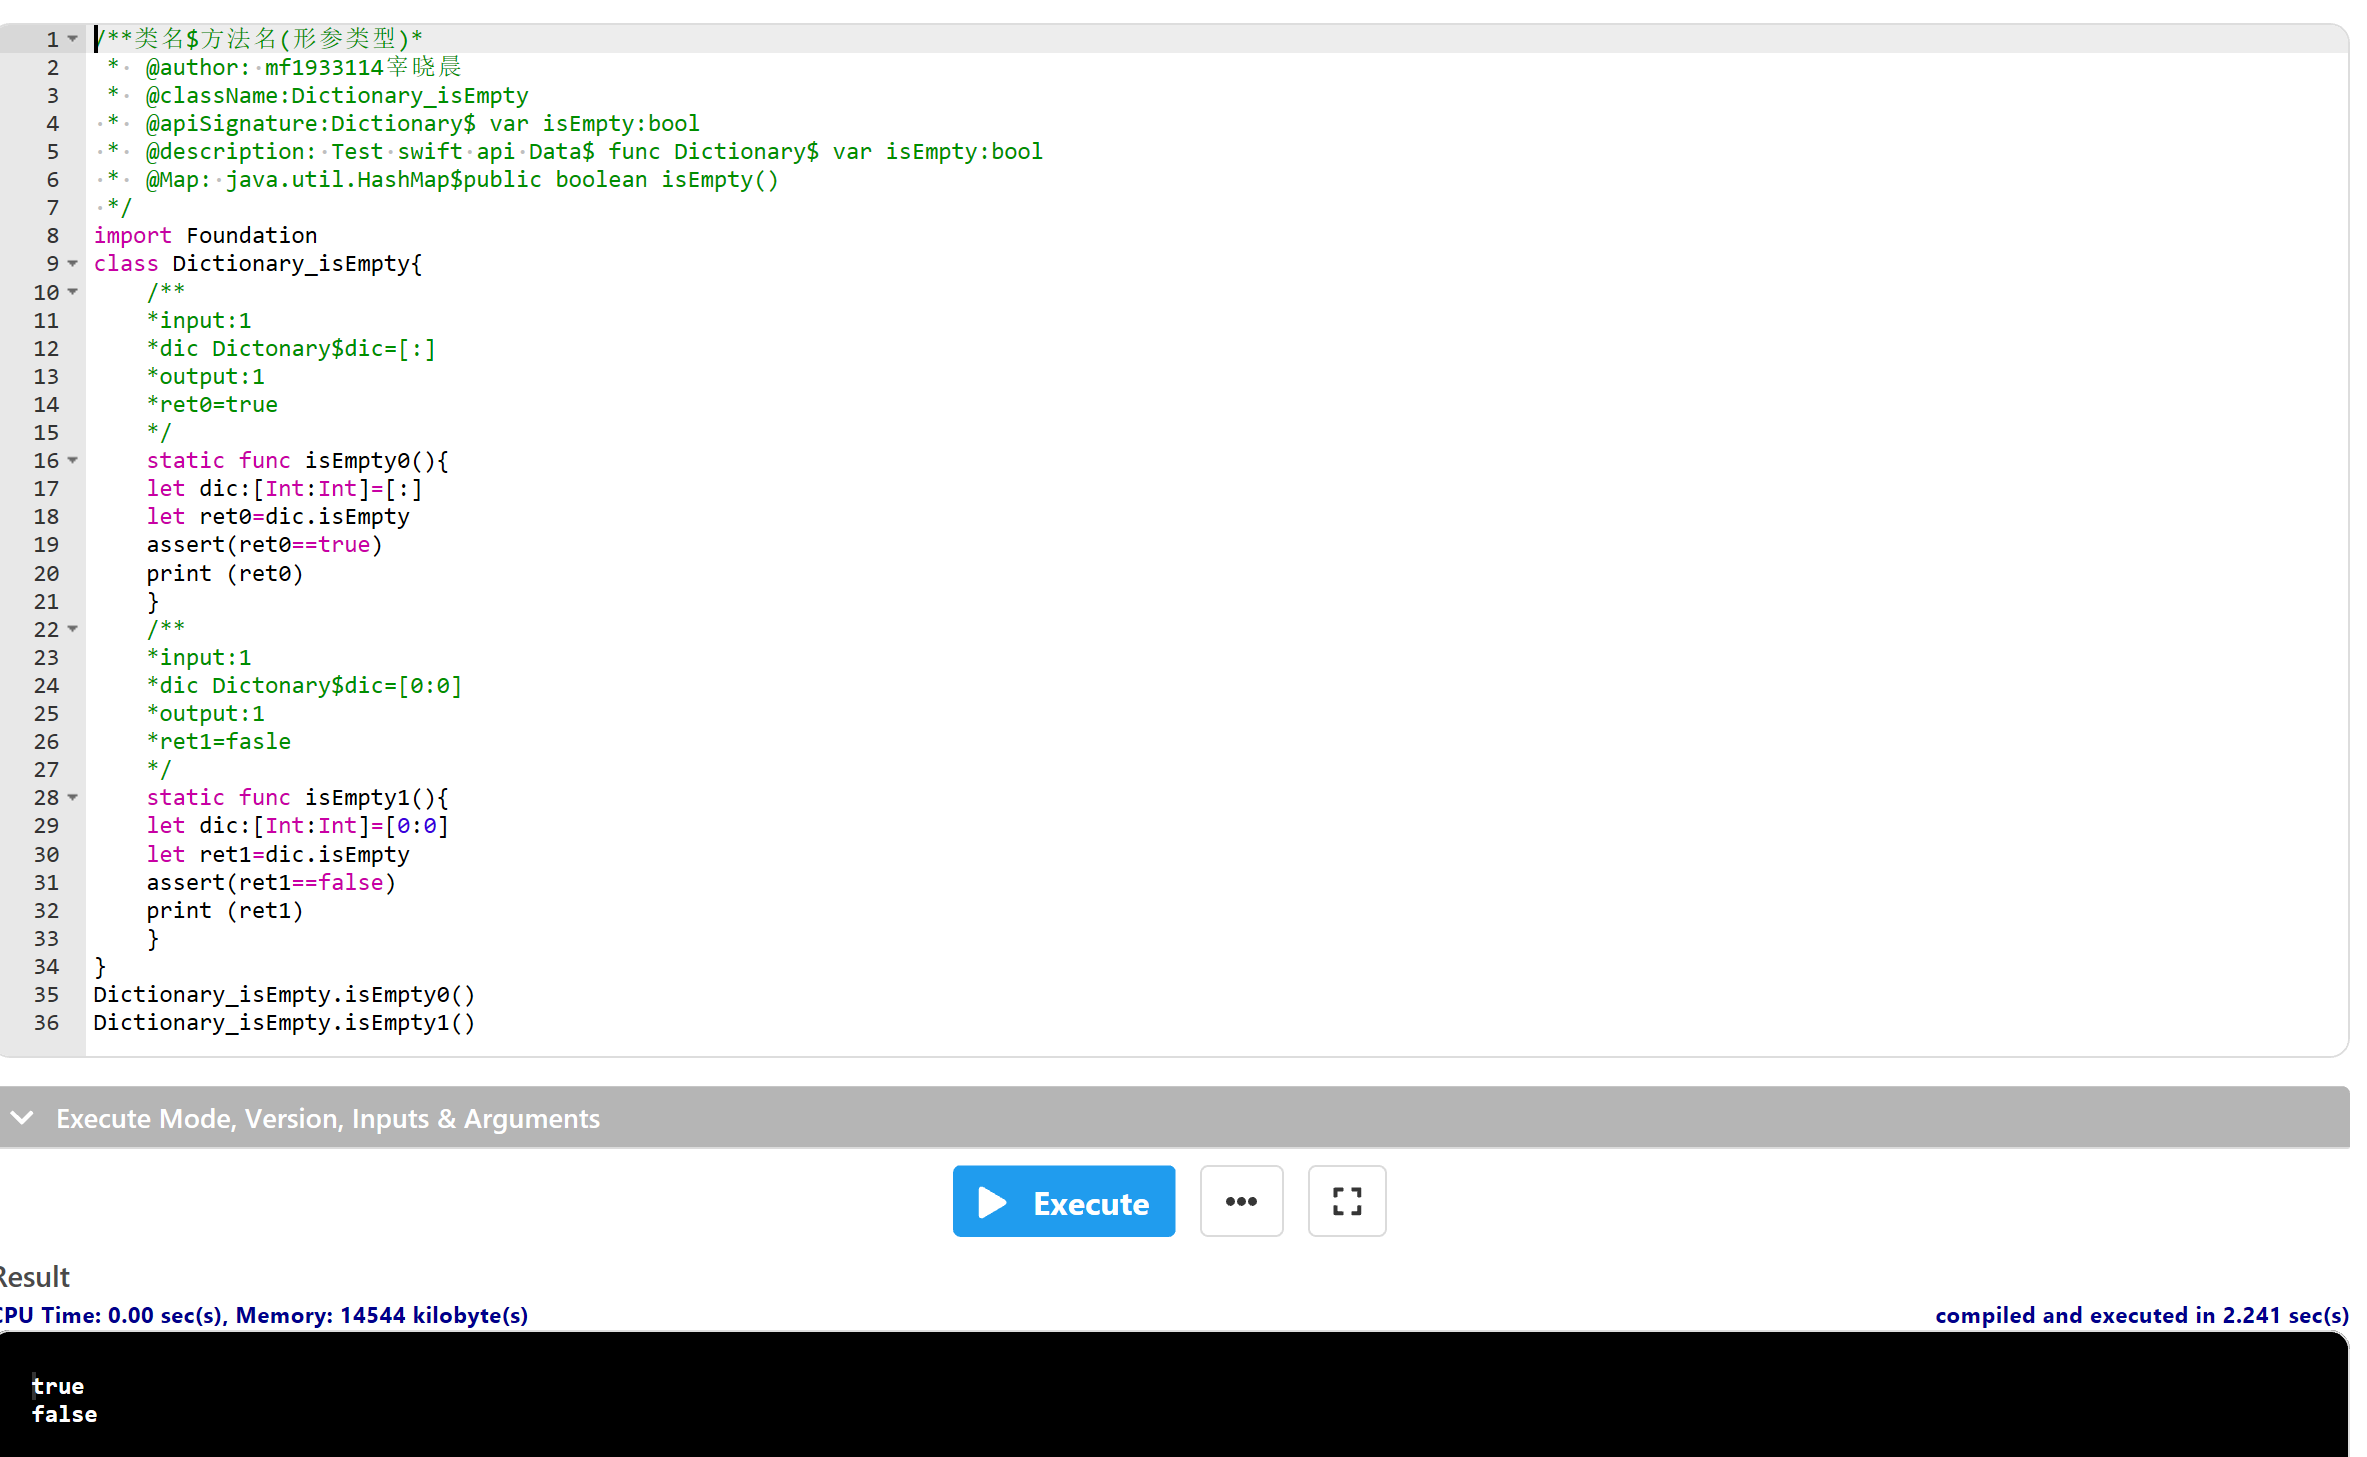 1 /**类名$方法名(形参类型)*
2 *  @author: mf1933114宰晓晨
3 *  @className:Dictionary_isEmpty
4 *  @apiSignature:Dictionary$ var isEmpty:bool
5 *  @description: Test swift api Data$ func Dictionary$ var isEmpty:bool
6 *  @Map: java.util.HashMap$public boolean isEmpty()
7 */
8 import Foundation
9 class Dictionary_isEmpty{
10     /**
11     *input:1
12     *dic Dictonary$dic=[:]
13     *output:1
14     *ret0=true
15     */
16     static func isEmpty0(){
17     let dic:[Int:Int]=[:]
18     let ret0=dic.isEmpty
19     assert(ret0==true)
20     print (ret0)
21     }
22     /**
23     *input:1
24     *dic Dictonary$dic=[0:0]
25     *output:1
26     *ret1=fasle
27     */
28     static func isEmpty1(){
29     let dic:[Int:Int]=[0:0]
30     let ret1=dic.isEmpty
31     assert(ret1==false)
32     print (ret1)
33     }
34 }
35 Dictionary_isEmpty.isEmpty0()
36 Dictionary_isEmpty.isEmpty1()
Execute Mode, Version, Inputs & Arguments
Execute
Result
CPU Time: 0.00 sec(s), Memory: 14544 kilobyte(s)
compiled and executed in 2.241 sec(s)
true
false